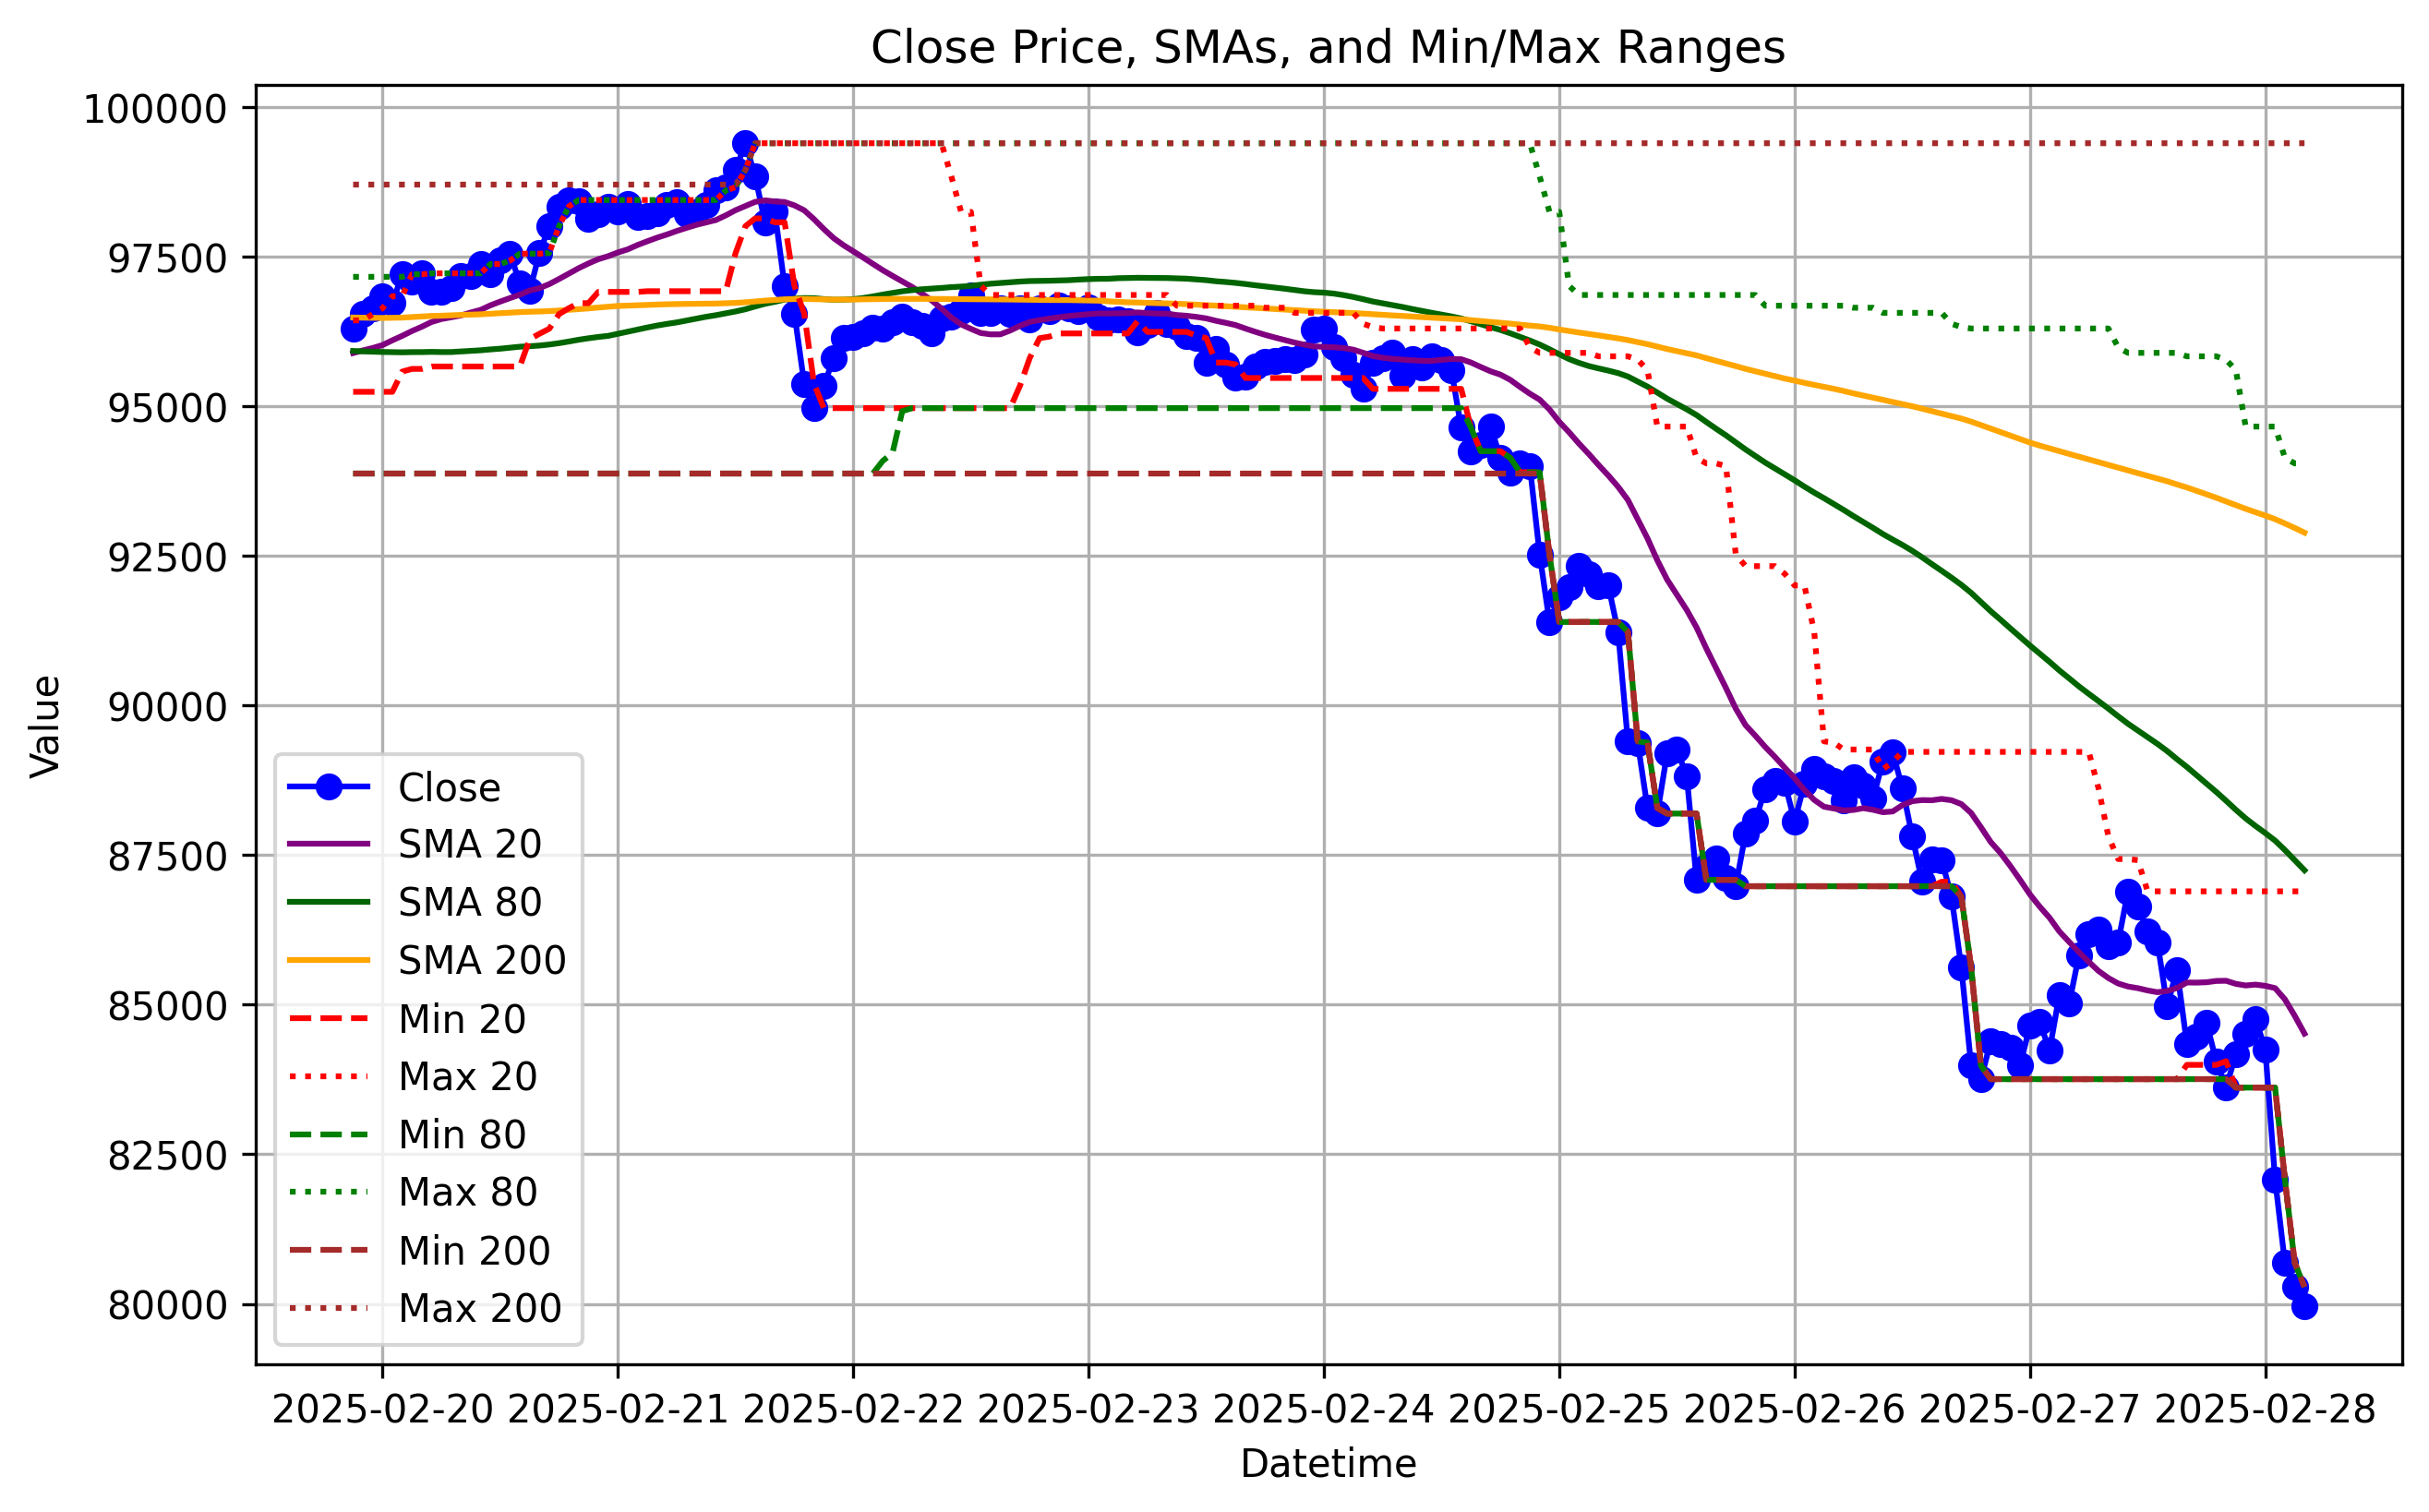 Close Price, SMAs, and Min/Max Ranges
100000
97500
95000
92500
90000
87500
85000
82500
80000
Value
Close
SMA 20
SMA 80
SMA 200
Min 20
Max 20
Min 80
Max 80
Min 200
Max 200
2025-02-20 2025-02-21 2025-02-22 2025-02-23 2025-02-24 2025-02-25 2025-02-26 2025-02-27 2025-02-28
Datetime